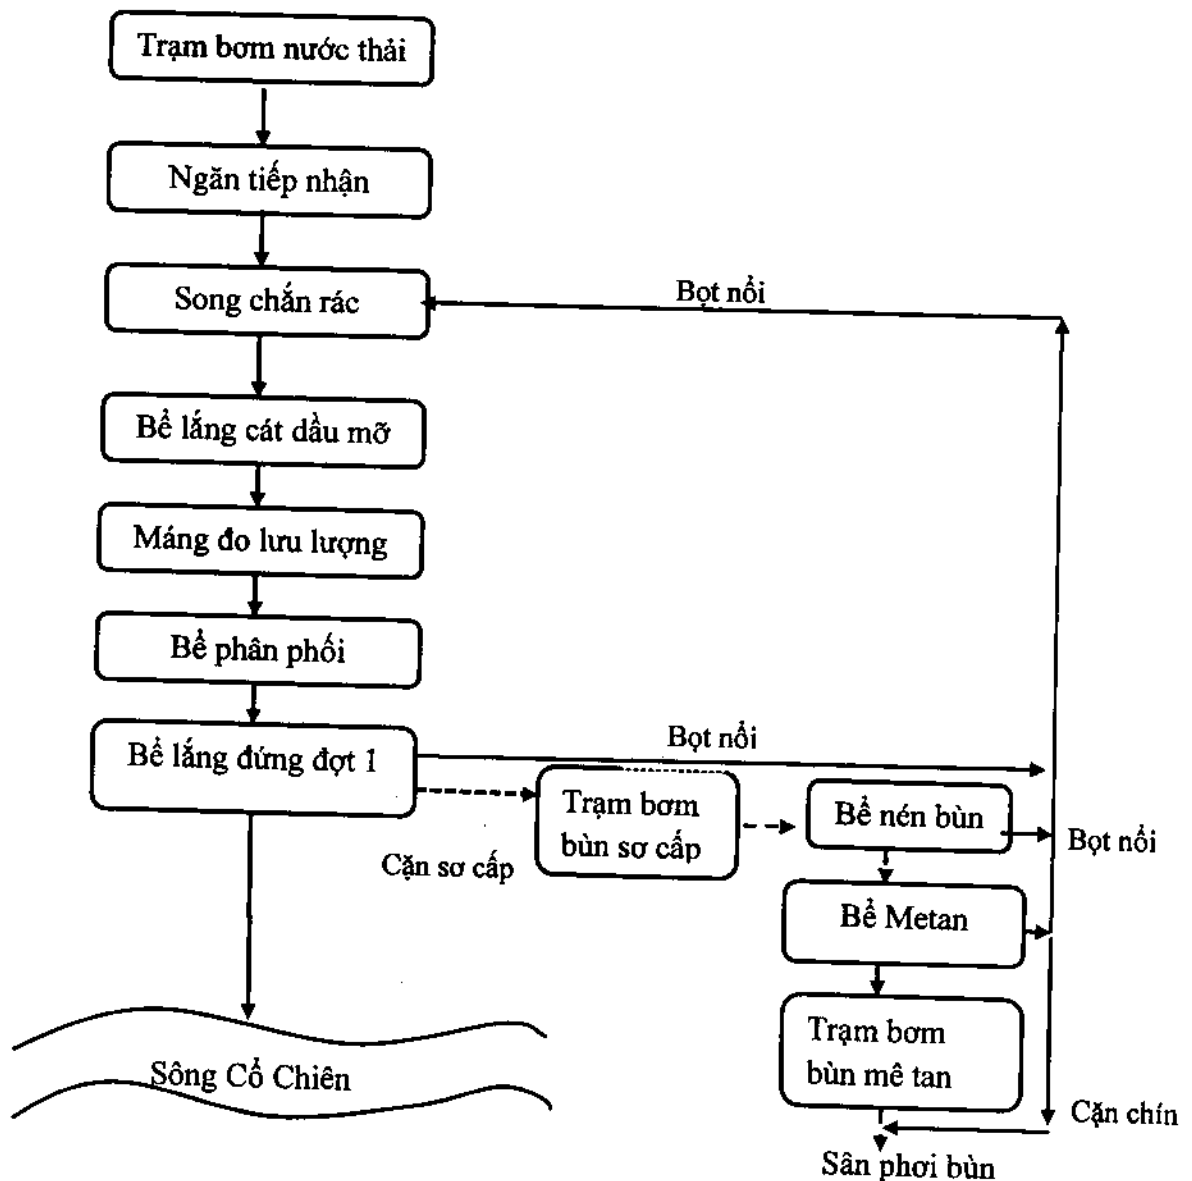 Trạm bơm nước thải
Ngăn tiếp nhận
Song chắn rác
Bọt nổi
Bể lắng cát dầu mỡ
Máng đo lưu lượng
Bể phân phối
Bể lắng đứng đợt 1
Bọt nổi
Trạm bơm
bùn sơ cấp
Cặn sơ cấp
Bể nén bùn
Bọt nổi
Bể Metan
Trạm bơm
bùn mê tan
Sông Cổ Chiên
Cặn chín
Sân phơi bùn